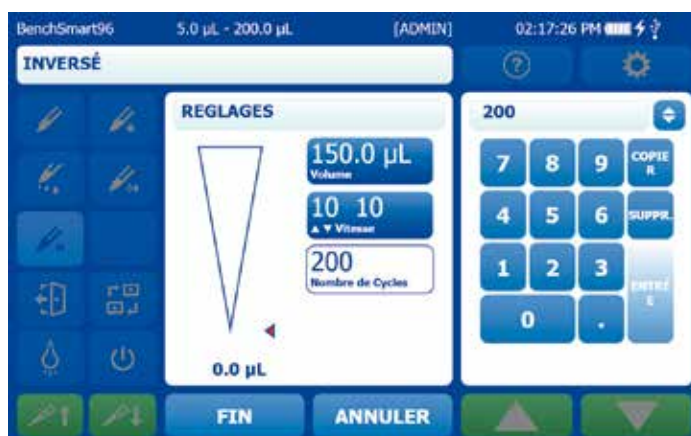 BenchSmart96 5.0 µL - 200.0 µL [ADMIN] 02:17:26 PM
INVERSÉ
?
REGLAGES
150.0 µL
Volume
10 10
▲ ▼ Vitesse
200
Nombre de Cycles
0.0 µL
200
7 8 9 COPIE
R
4 5 6 SUPPR.
1 2 3 ENTRÉ
E
0 .
FIN ANNULER